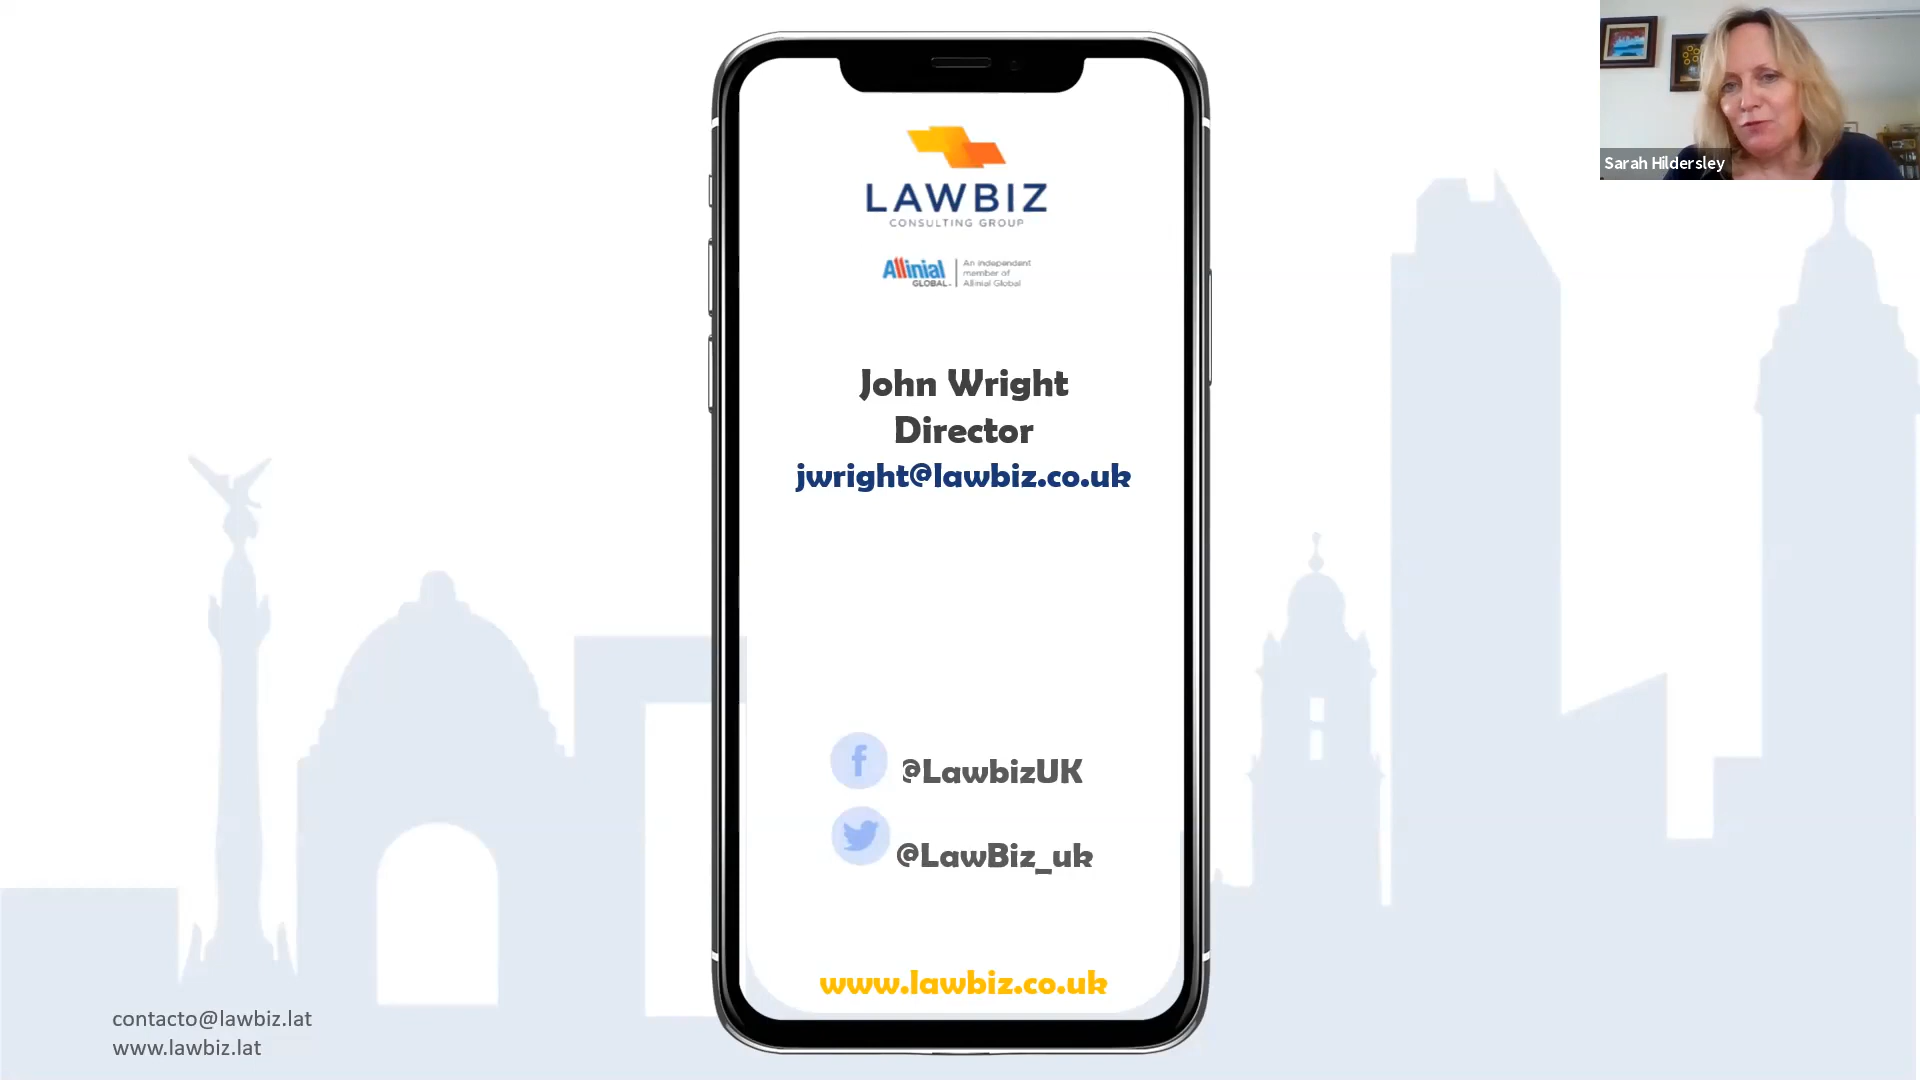 Sarah Hildersley
LAWBIZ
CONSULTING GROUP
Allinial
GLOBAL
An independent
member of
Allinial Global
John Wright
Director
jwright@lawbiz.co.uk
f
@LawbizUK
@LawBiz_uk
www.lawbiz.co.uk
contacto@lawbiz.lat
www.lawbiz.lat